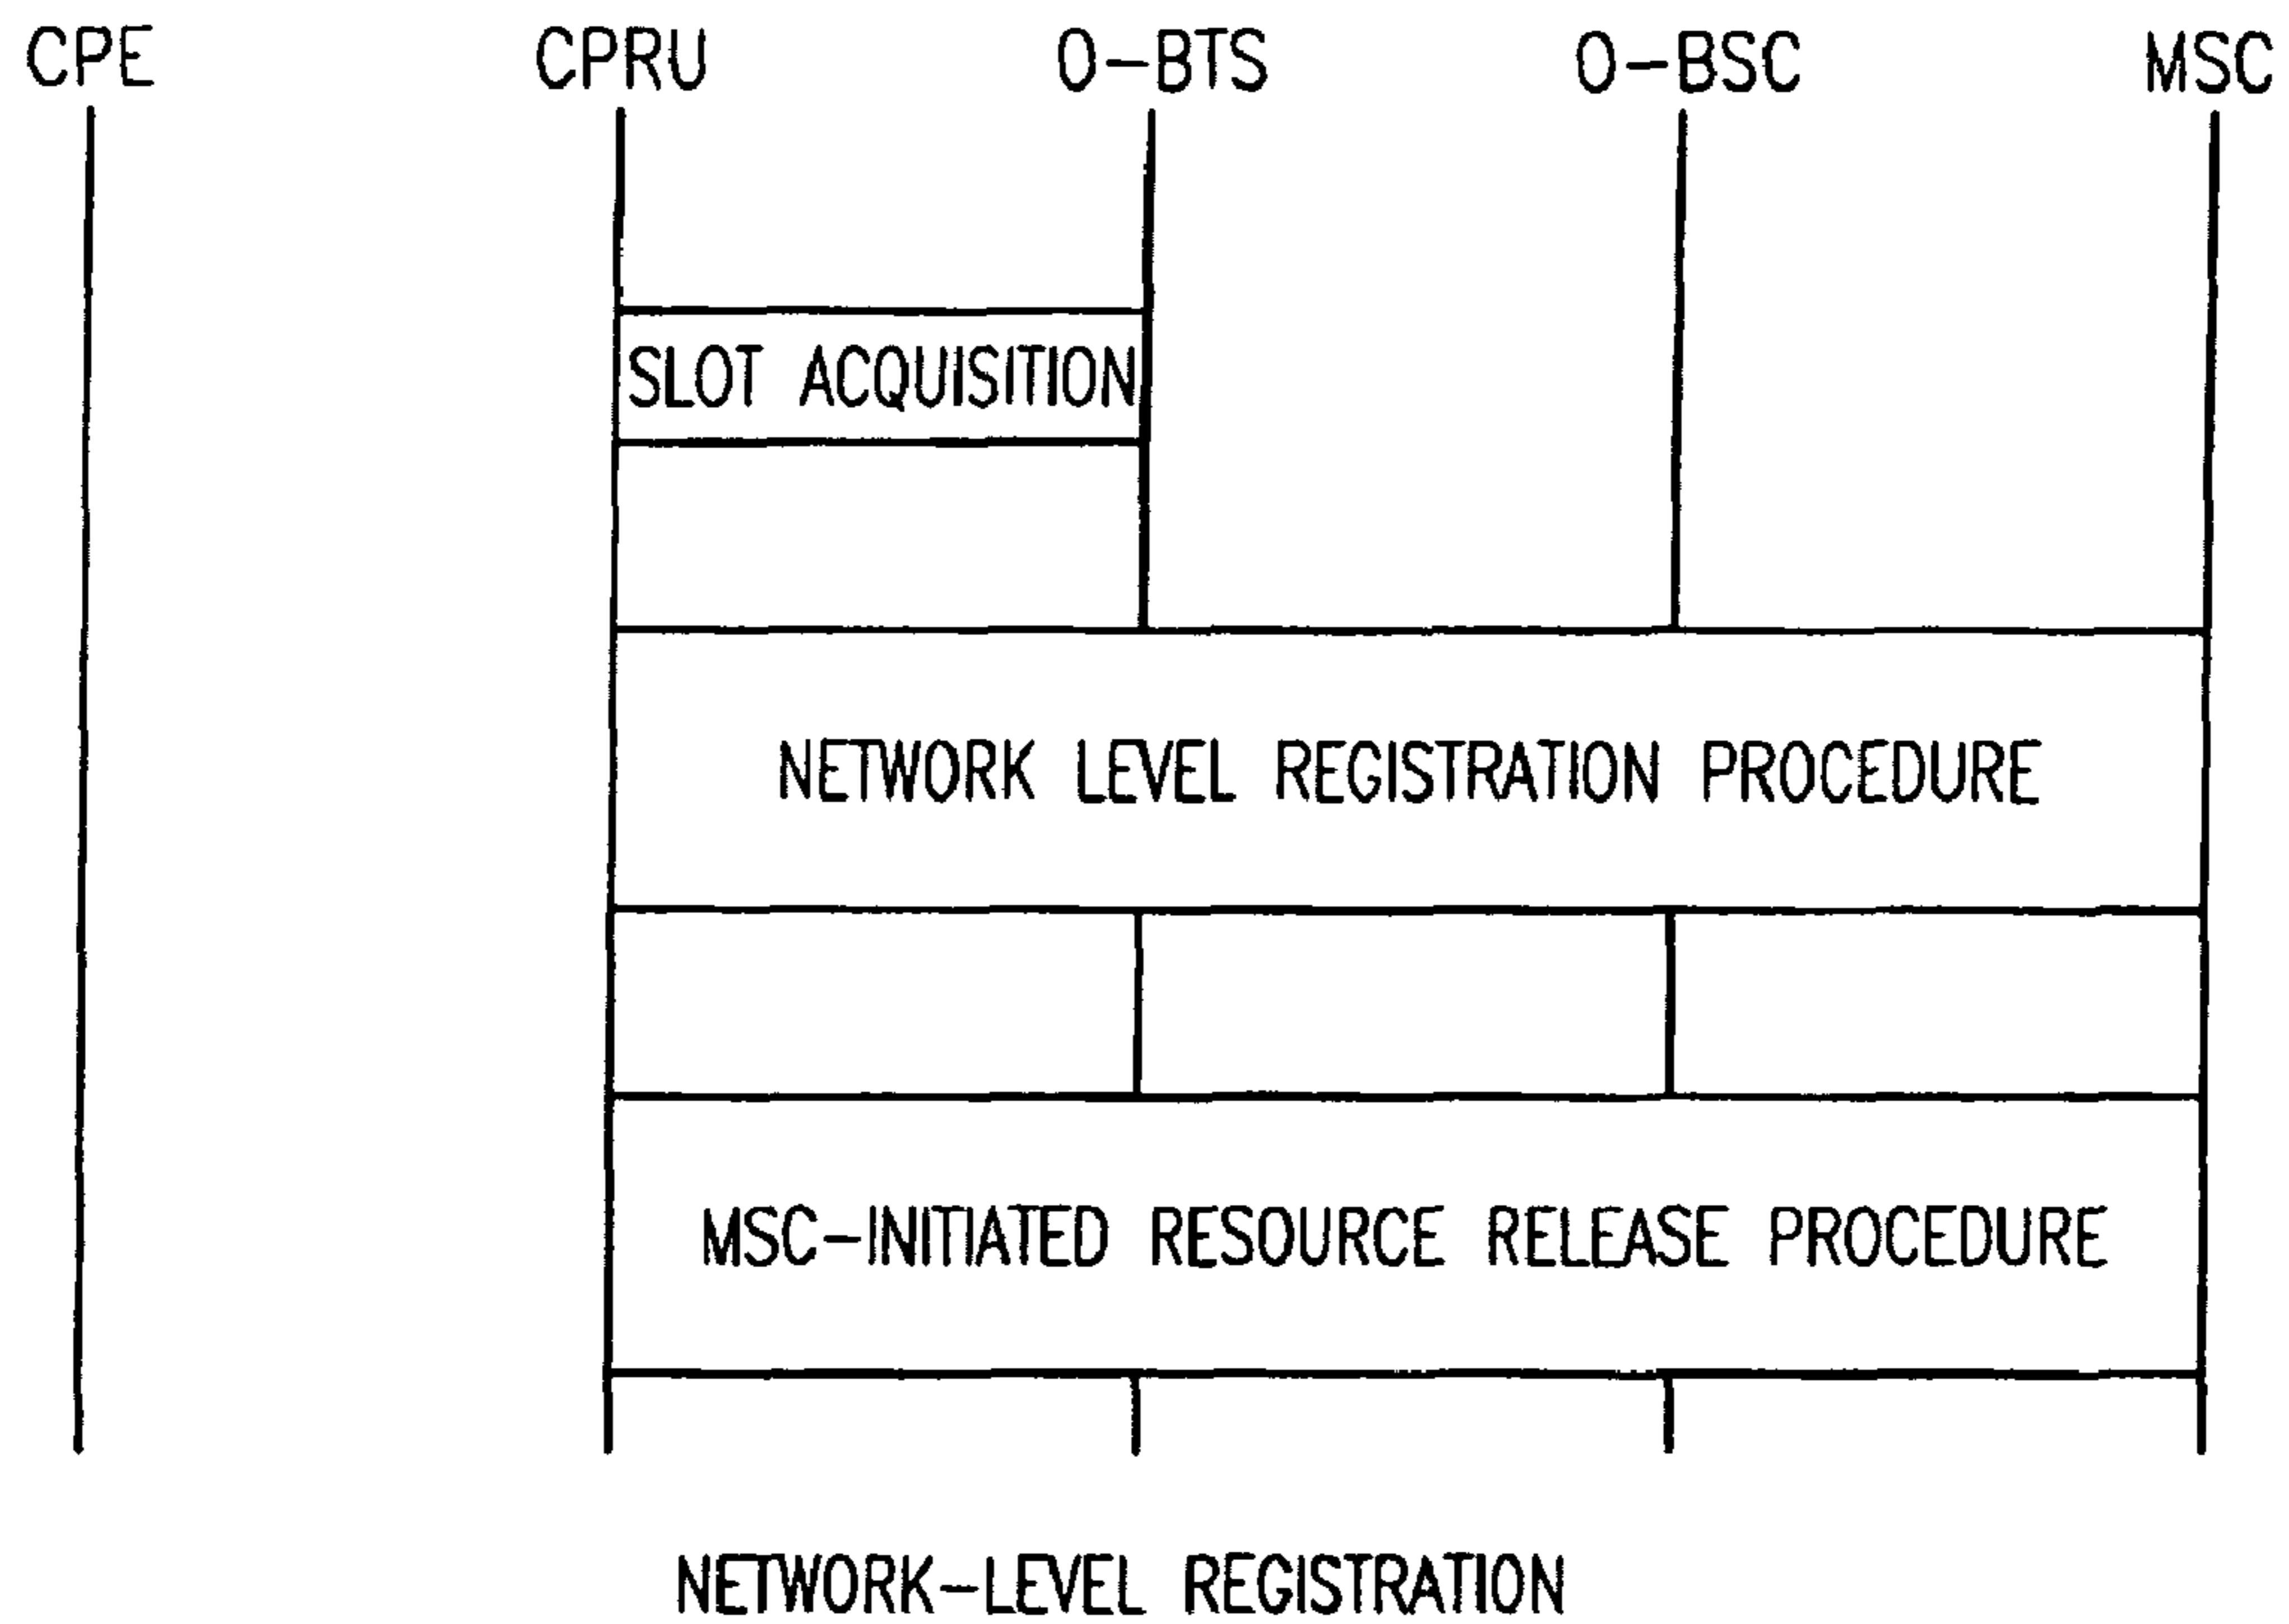 CPE CPRU O-BTS O-BSC MSC
SLOT ACQUISITION
NETWORK LEVEL REGISTRATION PROCEDURE
MSC-INITIATED RESOURCE RELEASE PROCEDURE
NETWORK-LEVEL REGISTRATION